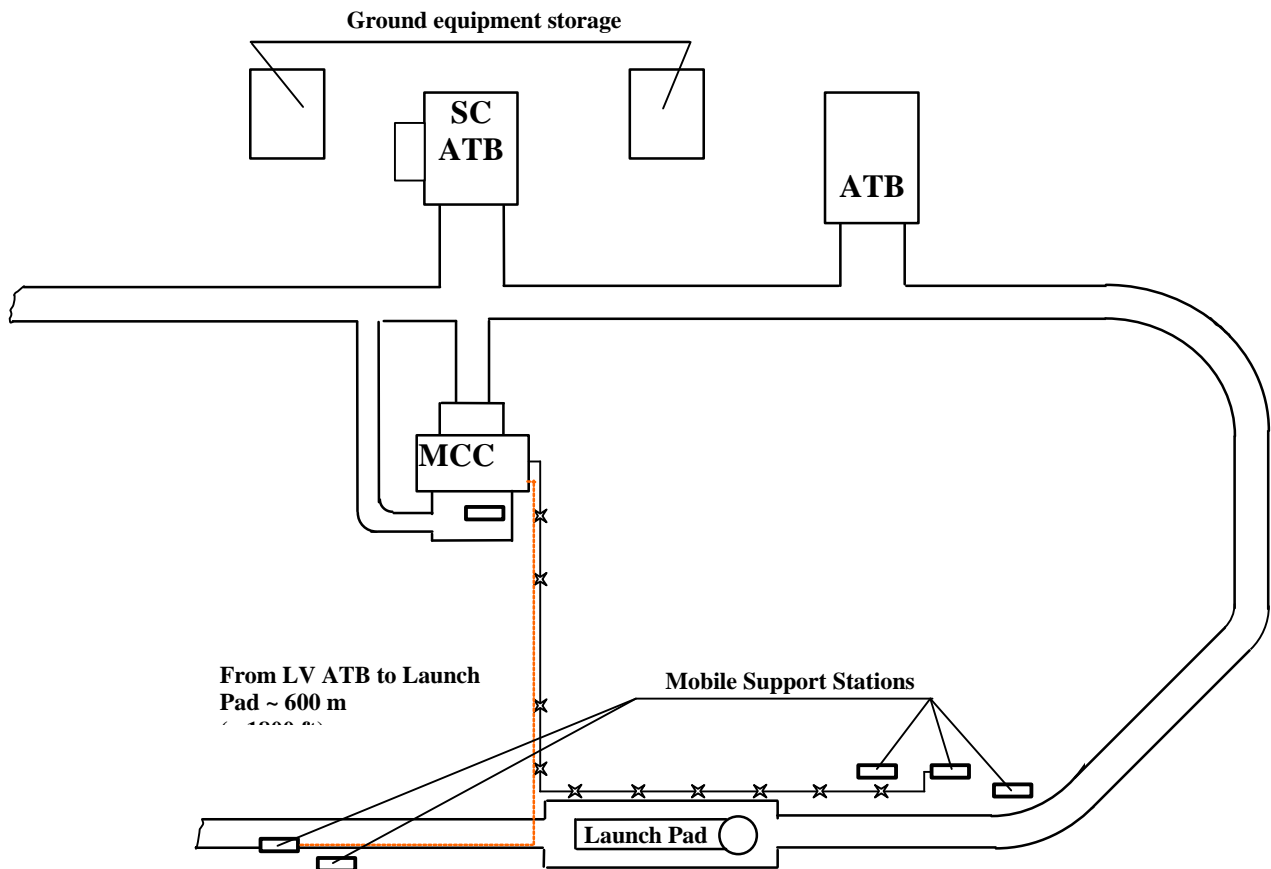 Ground equipment storage
SC
ATB
ATB
MCC
From LV ATB to Launch
Pad ~ 600 m
Mobile Support Stations
Launch Pad